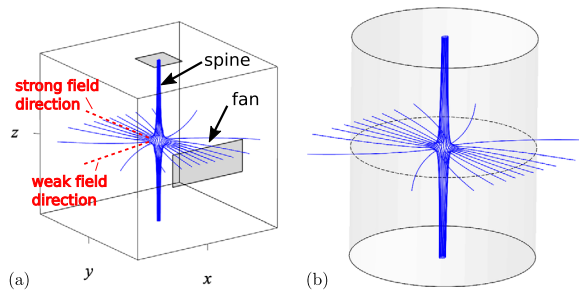 spine
strong field
direction
fan
z
weak field
direction
(a)
y
x
(b)